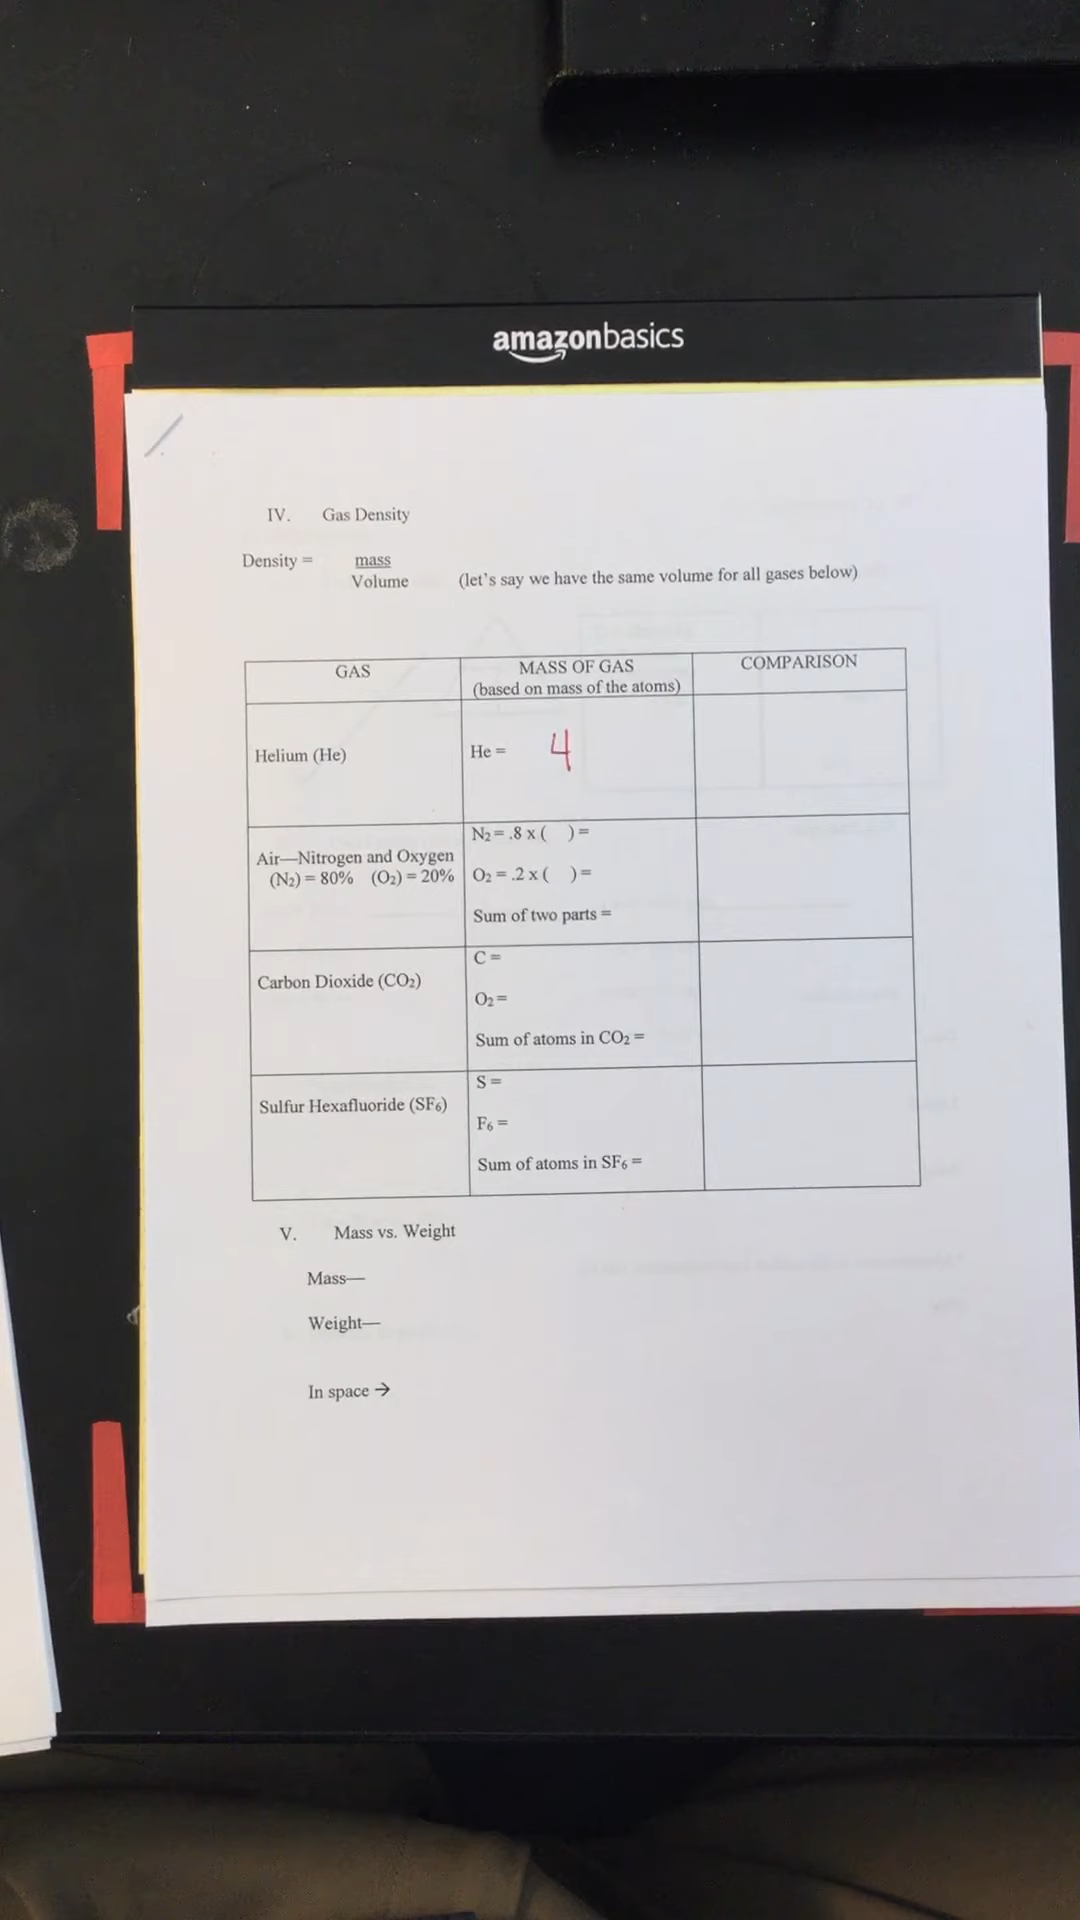 amazonbasics
IV. Gas Density
Density = mass
Volume (let's say we have the same volume for all gases below)
GAS MASS OF GAS COMPARISON
(based on mass of the atoms)
Helium (He) He = 4
N₂ = .8 x ( ) =
Air—Nitrogen and Oxygen
(N₂) = 80% (O₂) = 20% O₂ = .2 x ( ) =
Sum of two parts =
C =
Carbon Dioxide (CO₂)
O₂ =
Sum of atoms in CO₂ =
S =
Sulfur Hexafluoride (SF₆)
F₆ =
Sum of atoms in SF₆ =
V. Mass vs. Weight
Mass—
Weight—
In space →